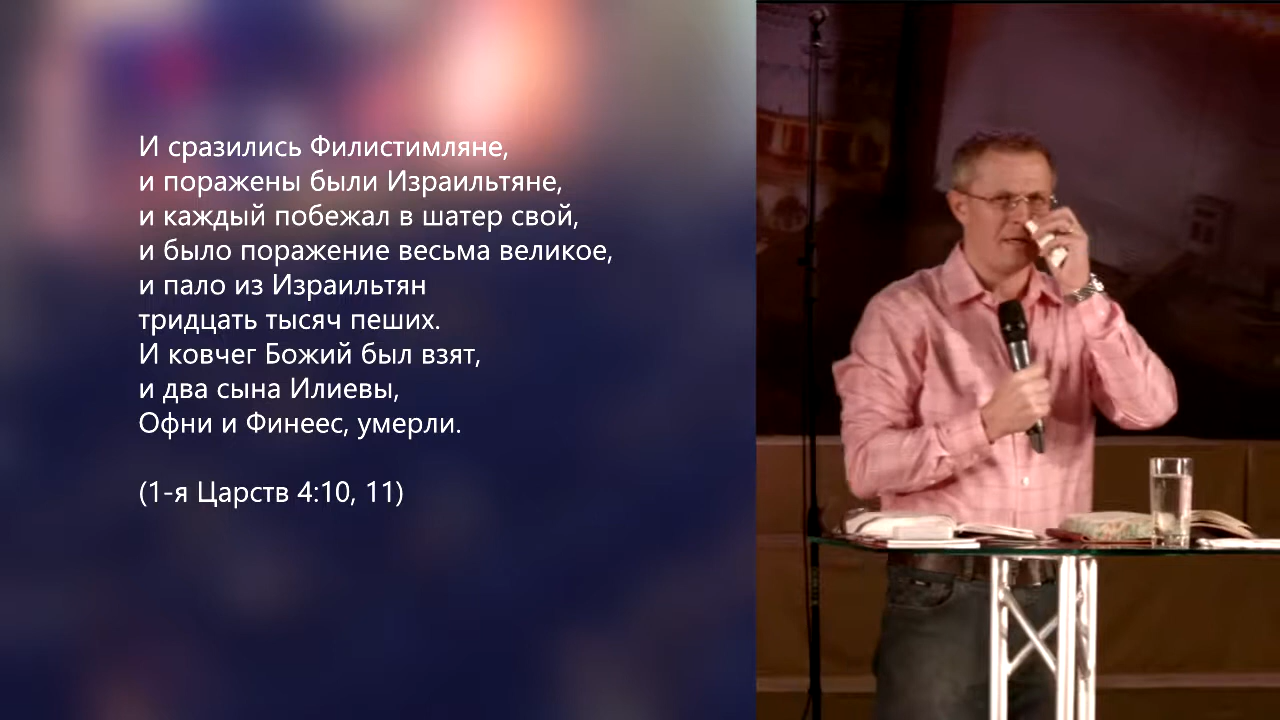 И сразились Филистимляне,
и поражены были Израильтяне,
и каждый побежал в шатер свой,
и было поражение весьма великое,
и пало из Израильтян
тридцать тысяч пеших.
И ковчег Божий был взят,
и два сына Илиевы,
Офни и Финеес, умерли.
(1-я Царств 4:10, 11)